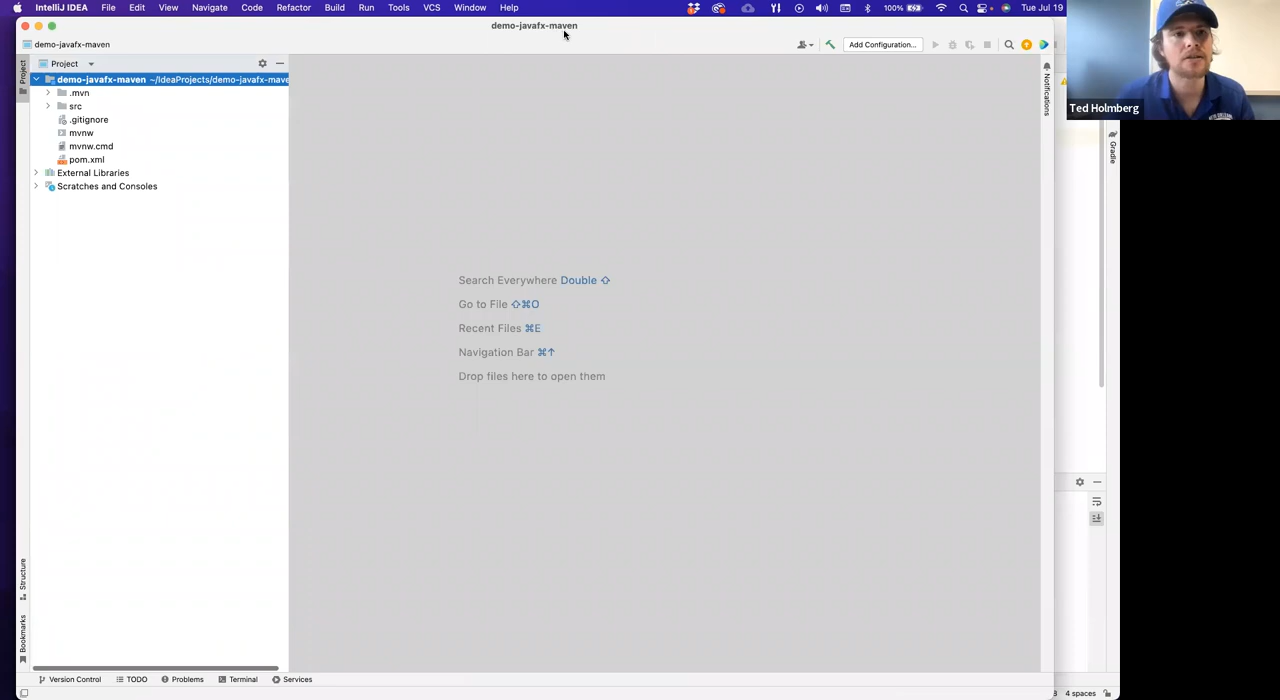 IntelliJ IDEA File Edit View Navigate Code Refactor Build Run Tools VCS Window Help 100% Tue Jul 19
demo-javafx-maven
demo-javafx-maven Add Configuration...
Project
demo-javafx-maven ~/IdeaProjects/demo-javafx-mave
.mvn
src
.gitignore
mvnw
mvnw.cmd
pom.xml
External Libraries
Scratches and Consoles
Project
Structure
Bookmarks
Search Everywhere Double ⇧
Go to File ⇧⌘O
Recent Files ⌘E
Navigation Bar ⌘↑
Drop files here to open them
Notifications
Gradle
Ted Holmberg
Version Control TODO Problems Terminal Services
4 spaces